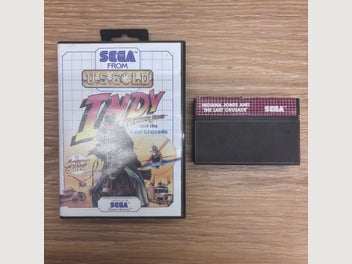 SEGA
FROM
U.S. GOLD
INDY
and the
Last Crusade
SEGA
INDIANA JONES AND
THE LAST CRUSADE
SEGA